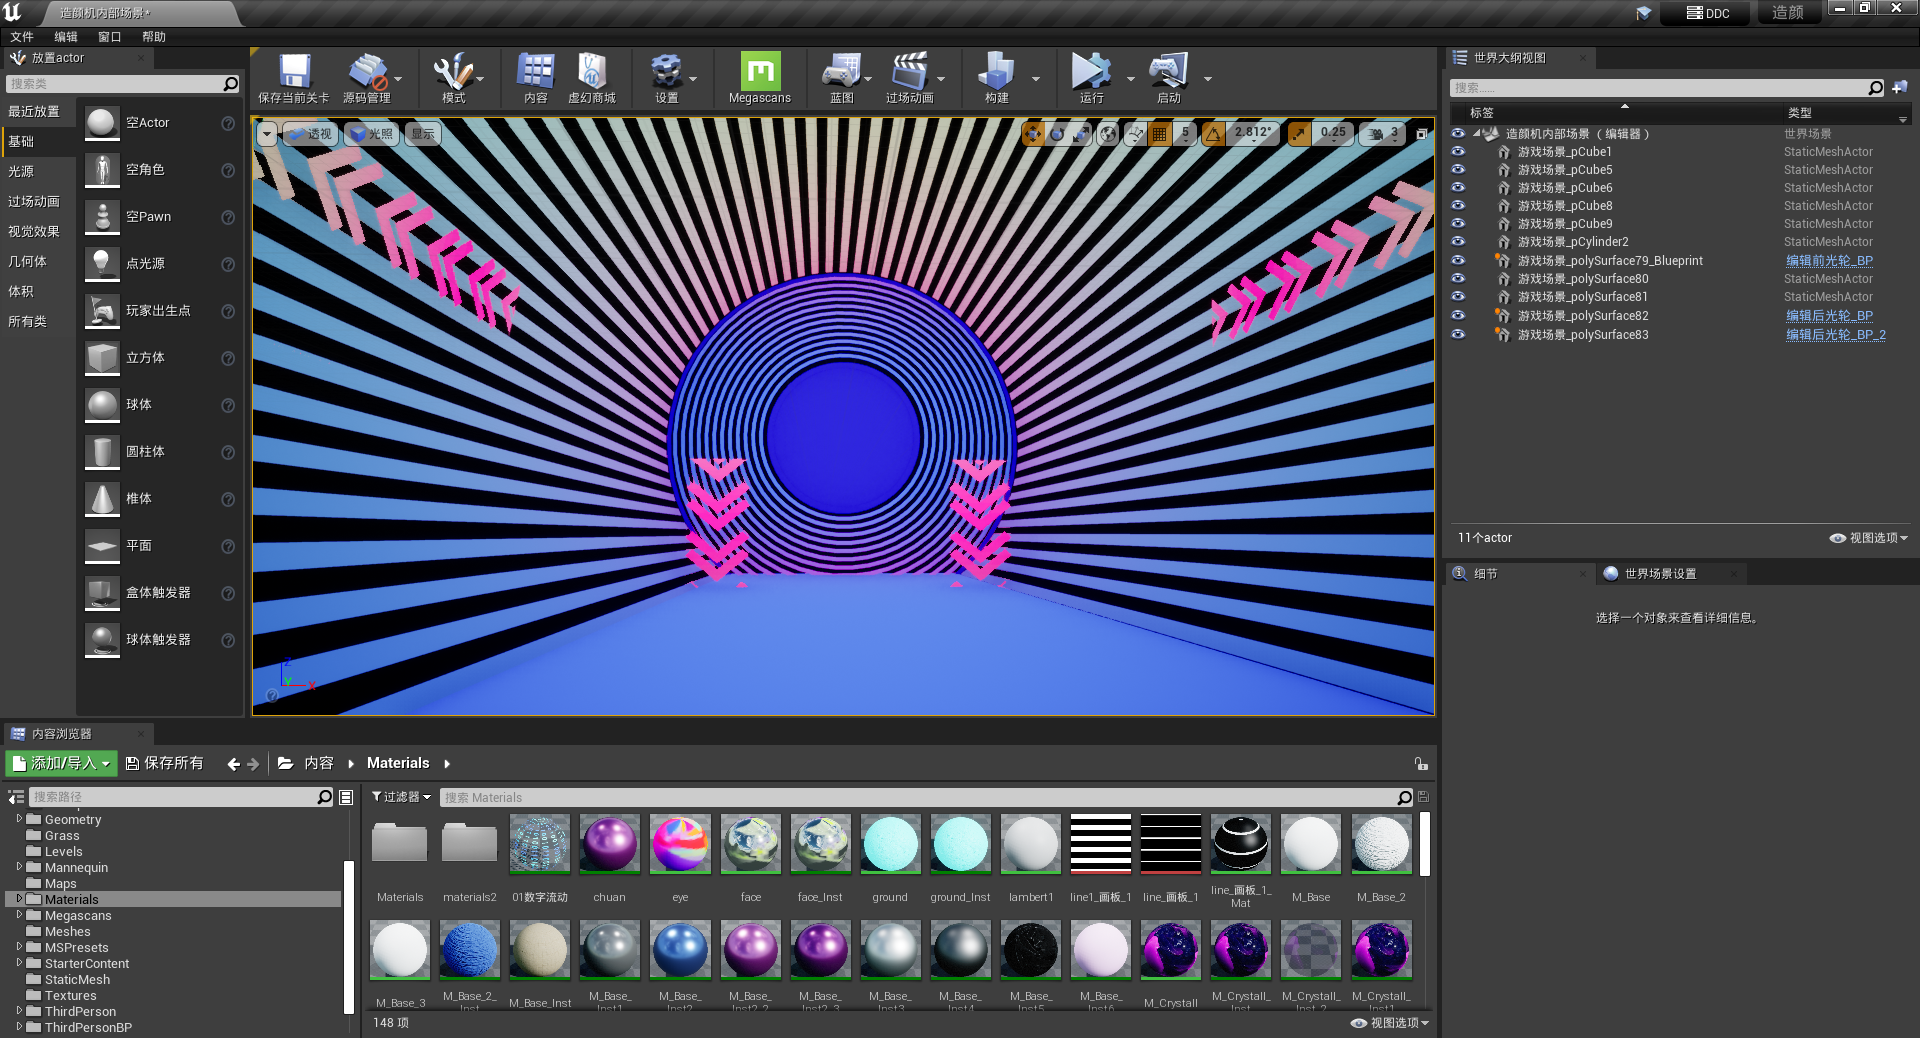 造颜机内部场景*
DDC
造颜
文件 编辑 窗口 帮助
放置actor
搜索类
最近放置
基础
光源
过场动画
视觉效果
几何体
体积
所有类
空Actor
空角色
空Pawn
点光源
玩家出生点
立方体
球体
圆柱体
椎体
平面
盒体触发器
球体触发器
保存当前关卡 源码管理 模式 内容 虚幻商城 设置 Megascans 蓝图 过场动画 构建 运行 启动
透视 光照 显示
5 2.812° 0.25 3
Z
Y
X
世界大纲视图
搜索......
标签 类型
造颜机内部场景 ( 编辑器 ) 世界场景
游戏场景_pCube1 StaticMeshActor
游戏场景_pCube5 StaticMeshActor
游戏场景_pCube6 StaticMeshActor
游戏场景_pCube8 StaticMeshActor
游戏场景_pCube9 StaticMeshActor
游戏场景_pCylinder2 StaticMeshActor
游戏场景_polySurface79_Blueprint 编辑前光轮_BP
游戏场景_polySurface80 StaticMeshActor
游戏场景_polySurface81 StaticMeshActor
游戏场景_polySurface82 编辑后光轮_BP
游戏场景_polySurface83 编辑后光轮_BP_2
11个actor 视图选项
细节 世界场景设置
选择一个对象来查看详细信息。
内容浏览器
添加/导入 保存所有 内容 Materials
搜索路径
过滤器 搜索 Materials
Geometry
Grass
Levels
Mannequin
Maps
Materials
Megascans
Meshes
MSPresets
StarterContent
StaticMesh
Textures
ThirdPerson
ThirdPersonBP
Materials materials2 01数字流动 chuan eye face face_Inst ground ground_Inst lambert1 line1_画板_1 line_画板_1 line_画板_1_Mat M_Base M_Base_2
M_Base_3 M_Base_2_Inst M_Base_Inst M_Base_Inst1 M_Base_Inst2 M_Base_Inst2_2 M_Base_Inst2_3 M_Base_Inst3 M_Base_Inst4 M_Base_Inst5 M_Base_Inst6 M_Crystall M_Crystall_Inst M_Crystall_Inst_2 M_Crystall_Inst1
148 项 视图选项